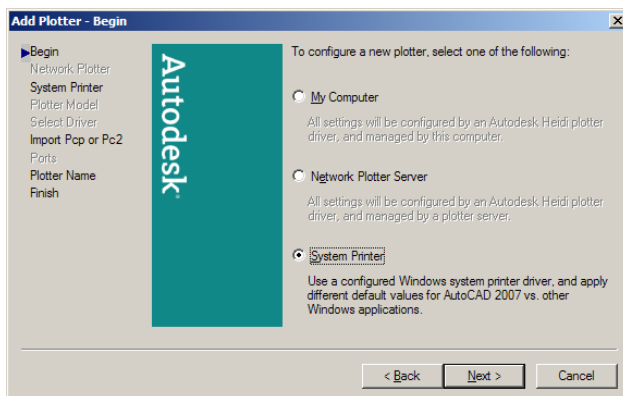 Add Plotter - Begin
Begin
Network Plotter
System Printer
Plotter Model
Select Driver
Import Pcp or Pc2
Ports
Plotter Name
Finish
Autodesk
To configure a new plotter, select one of the following:
My Computer
All settings will be configured by an Autodesk Heidi plotter
driver, and managed by this computer.
Network Plotter Server
All settings will be configured by an Autodesk Heidi plotter
driver, and managed by a plotter server.
System Printer
Use a configured Windows system printer driver, and apply
different default values for AutoCAD 2007 vs. other
Windows applications.
< Back
Next >
Cancel